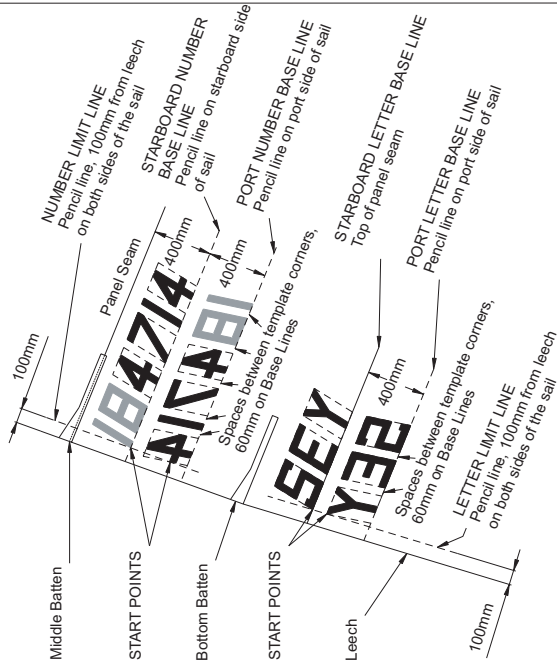 100mm
NUMBER LIMIT LINE
Pencil line, 100mm from leech
on both sides of the sail
STARBOARD NUMBER
BASE LINE
Pencil line on starboard side
of sail
PORT NUMBER BASE LINE
Pencil line on port side of sail
Panel Seam
400mm
400mm
184714
417481
Spaces between template corners,
60mm on Base Lines
Middle Batten
START POINTS
Bottom Batten
STARBOARD LETTER BASE LINE
Top of panel seam
PORT LETTER BASE LINE
Pencil line on port side of sail
400mm
SEY
Y32
Spaces between template corners,
60mm on Base Lines
START POINTS
LETTER LIMIT LINE
Pencil line, 100mm from leech
on both sides of the sail
Leech
100mm